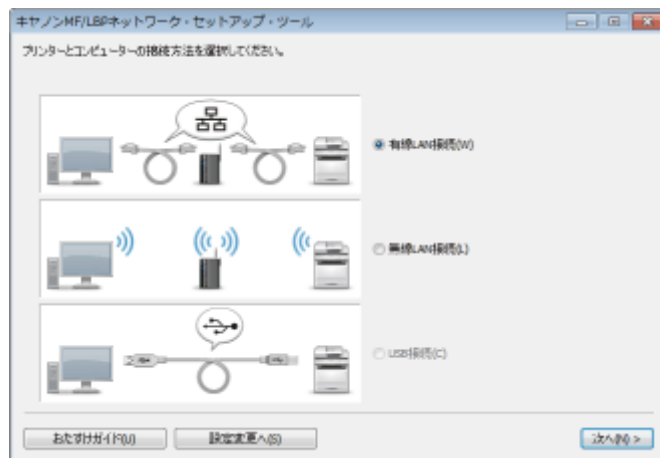 キヤノンMF/LBPネットワーク・セットアップ・ツール
プリンターとコンピューターの接続方法を選択してください。
有線LAN接続(W)
無線LAN接続(L)
USB接続(C)
おたすけガイド(U)
設定変更へ(S)
次へ(N) >